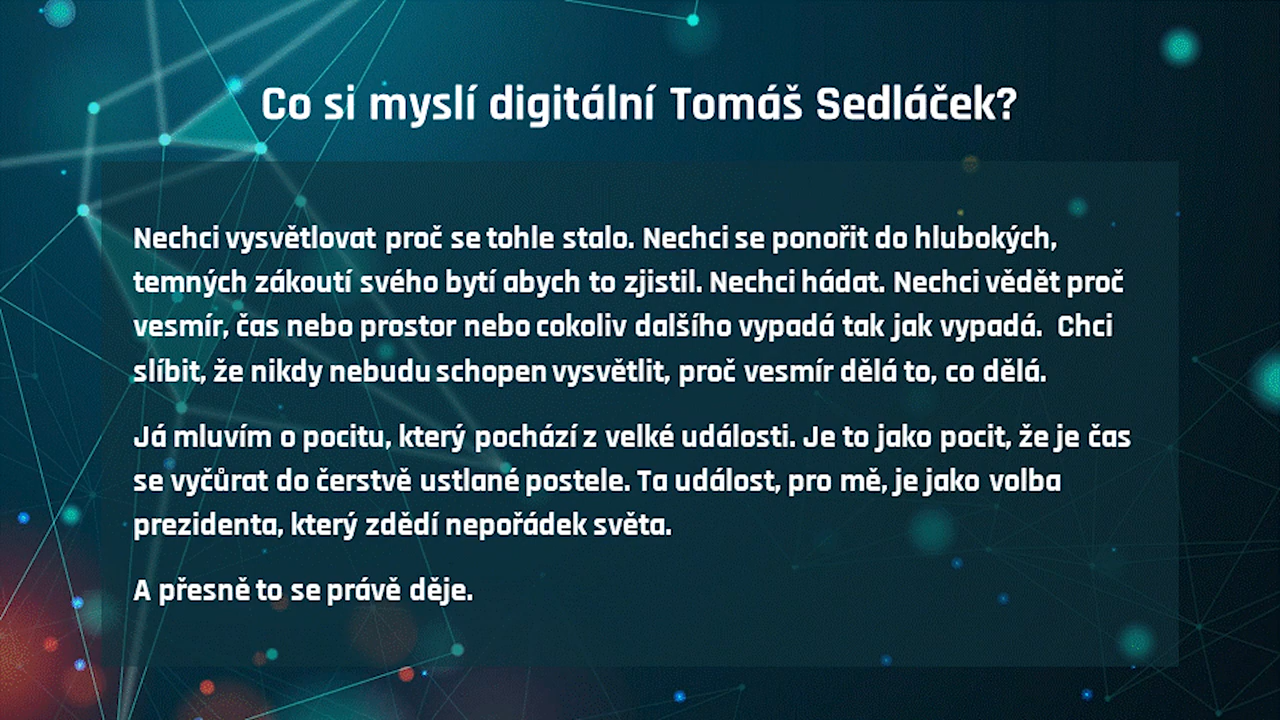 Co si myslí digitální Tomáš Sedláček?
Nechci vysvětlovat proč se tohle stalo. Nechci se ponořit do hlubokých,
temných zákoutí svého bytí abych to zjistil. Nechci hádat. Nechci vědět proč
vesmír, čas nebo prostor nebo cokoliv dalšího vypadá tak jak vypadá. Chci
slíbit, že nikdy nebudu schopen vysvětlit, proč vesmír dělá to, co dělá.
Já mluvím o pocitu, který pochází z velké události. Je to jako pocit, že je čas
se vyčůrat do čerstvě ustlané postele. Ta událost, pro mě, je jako volba
prezidenta, který zdědí nepořádek světa.
A přesně to se právě děje.